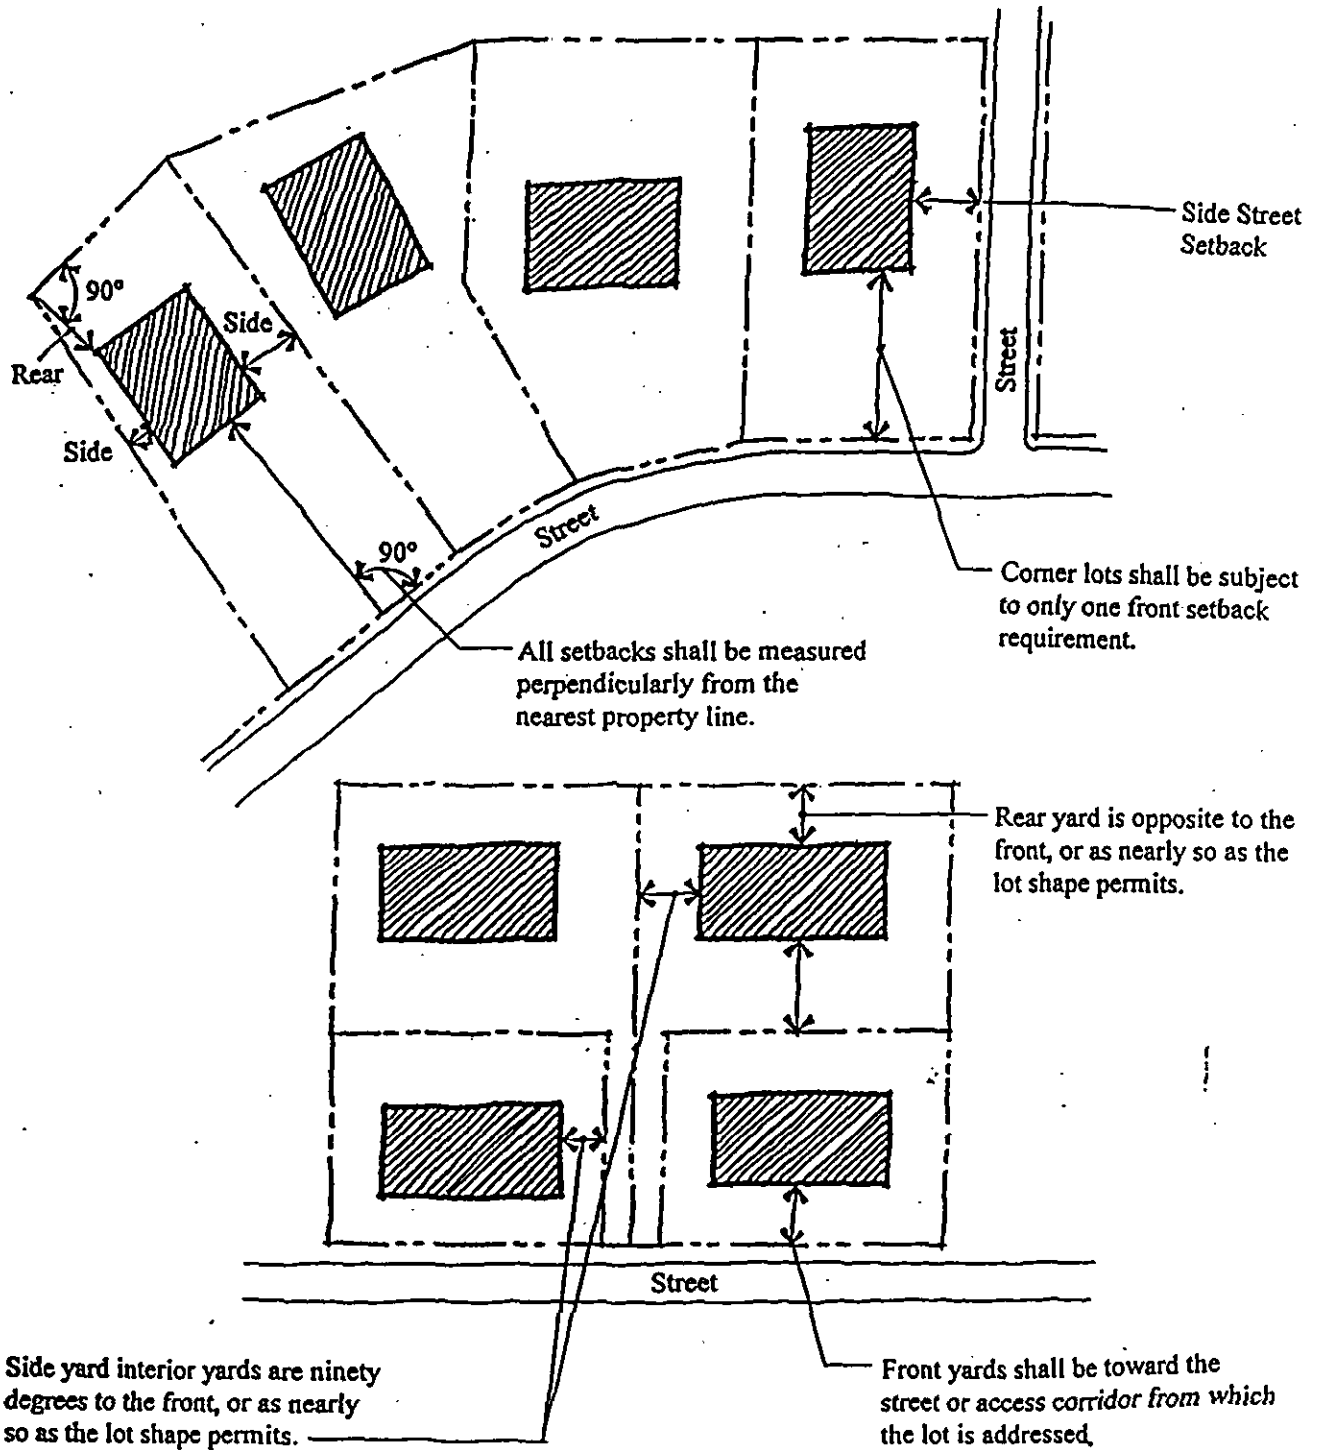 Side Street
Setback
90°
Side
Rear
Street
Side
Street
90°
Corner lots shall be subject
to only one front setback
requirement.
All setbacks shall be measured
perpendicularly from the
nearest property line.
Rear yard is opposite to the
front, or as nearly so as the
lot shape permits.
Street
Side yard interior yards are ninety
degrees to the front, or as nearly
so as the lot shape permits.
Front yards shall be toward the
street or access corridor from which
the lot is addressed.